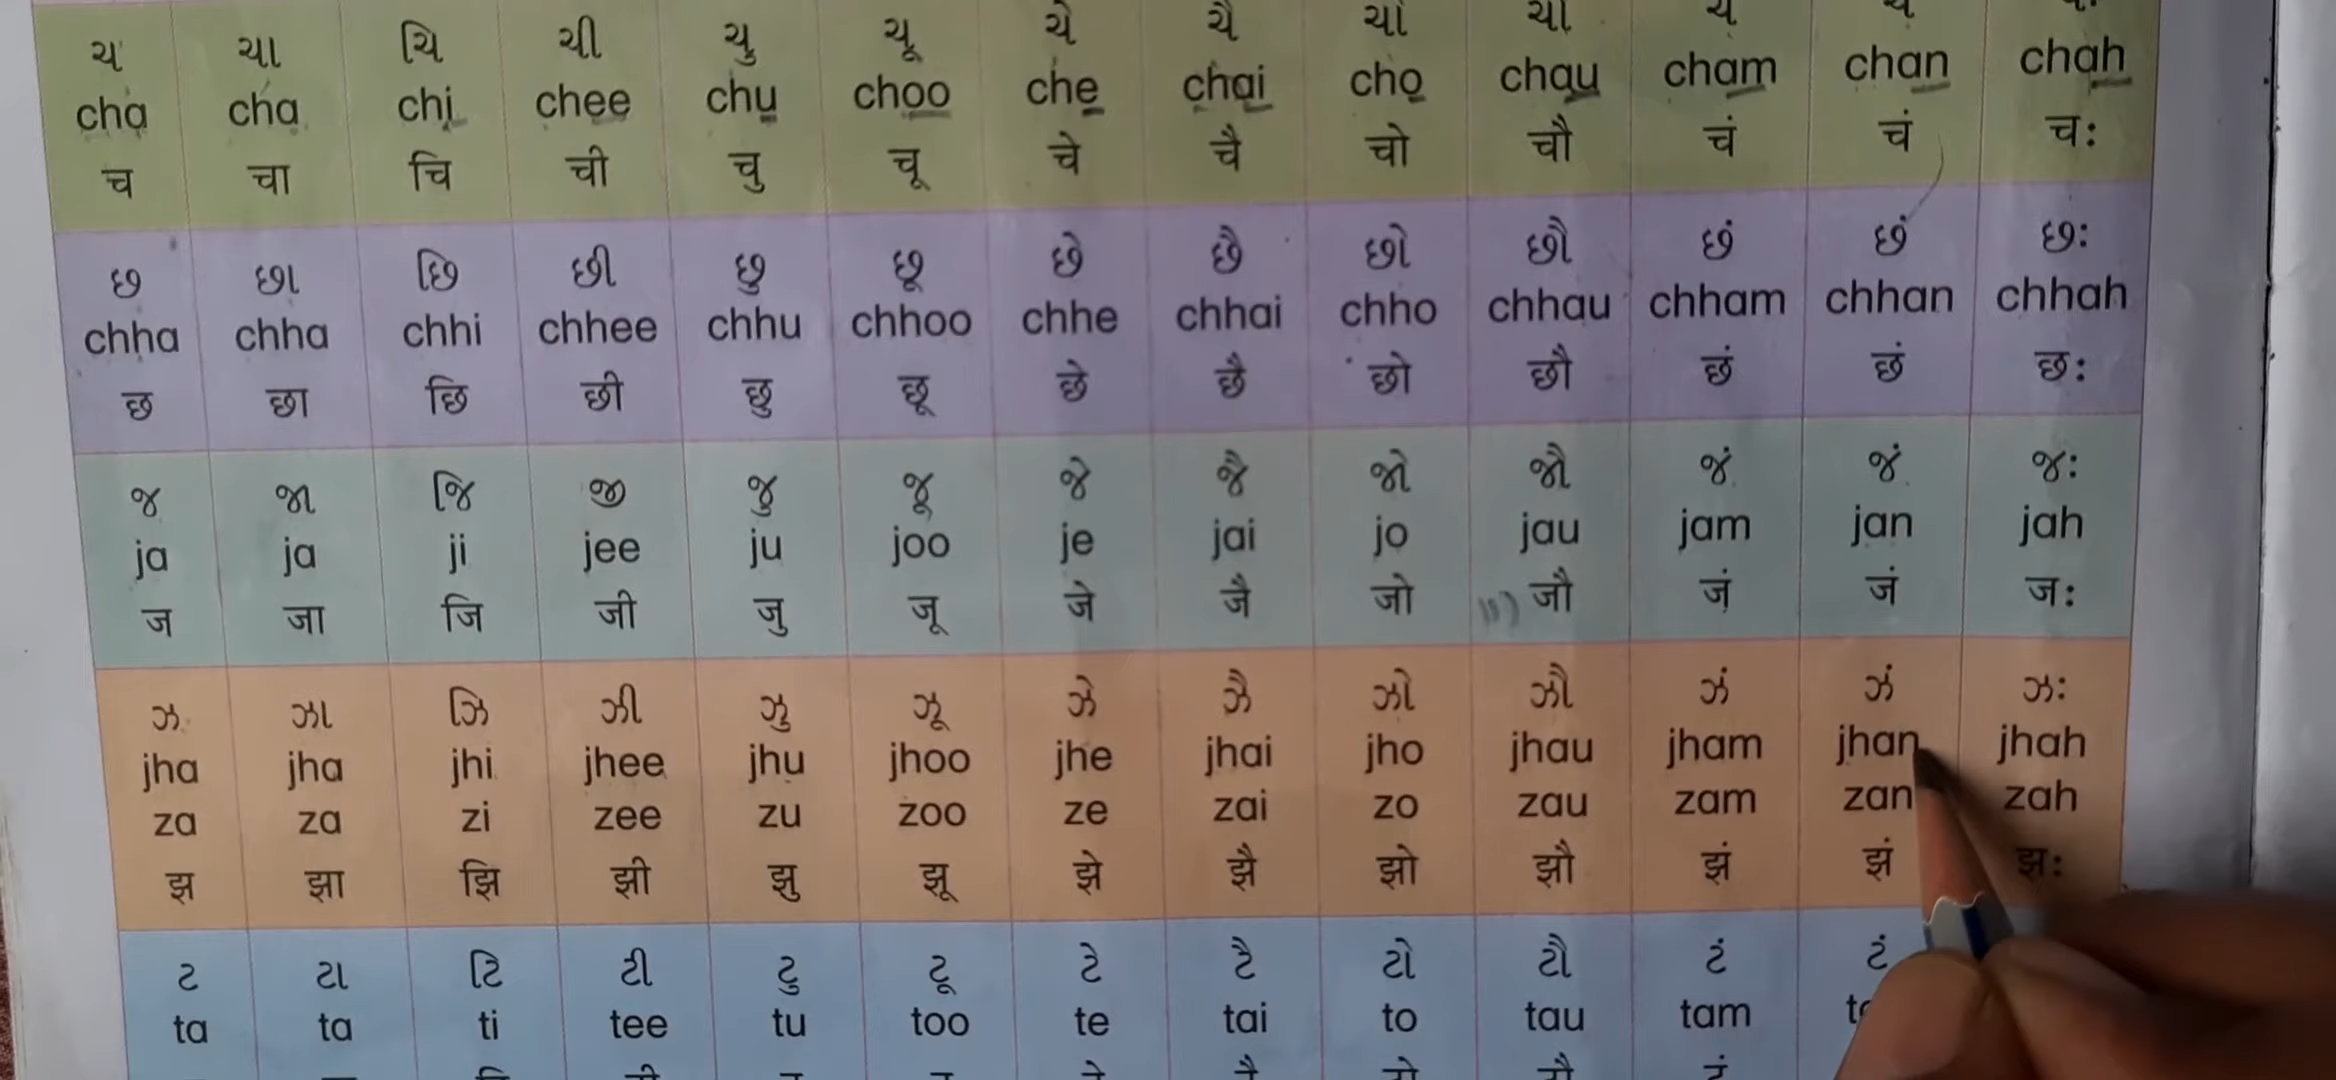 ચ ચા ચિ ચી ચુ ચૂ ચે ચૈ ચો ચૌ
cha cha chi chee chu choo che chai cho chau cham chan chah
च चा चि ची चु चू चे चै चो चौ चं चं चः
છ છા છિ છી છુ છૂ છે છૈ છો છૌ છં છં છઃ
chha chha chhi chhee chhu chhoo chhe chhai chho chhau chham chhan chhah
छ छा छि छी छु छू छे छै छो छौ छं छं छः
જ જા જિ જી જુ જૂ જે જૈ જો જૌ જં જં જઃ
ja ja ji jee ju joo je jai jo jau jam jan jah
ज जा जि जी जु जू जे जै जो जौ जं जं जः
ઝ ઝા ઝિ ઝી ઝુ ઝૂ ઝે ઝૈ ઝો ઝૌ ઝં ઝં ઝઃ
jha jha jhi jhee jhu jhoo jhe jhai jho jhau jham jhan jhah
za za zi zee zu zoo ze zai zo zau zam zan zah
झ झा झि झी झु झू झे झै झो झौ झं झं झः
ટ ટા ટિ ટી ટુ ટૂ ટે ટૈ ટો ટૌ ટં ટં
ta ta ti tee tu too te tai to tau tam